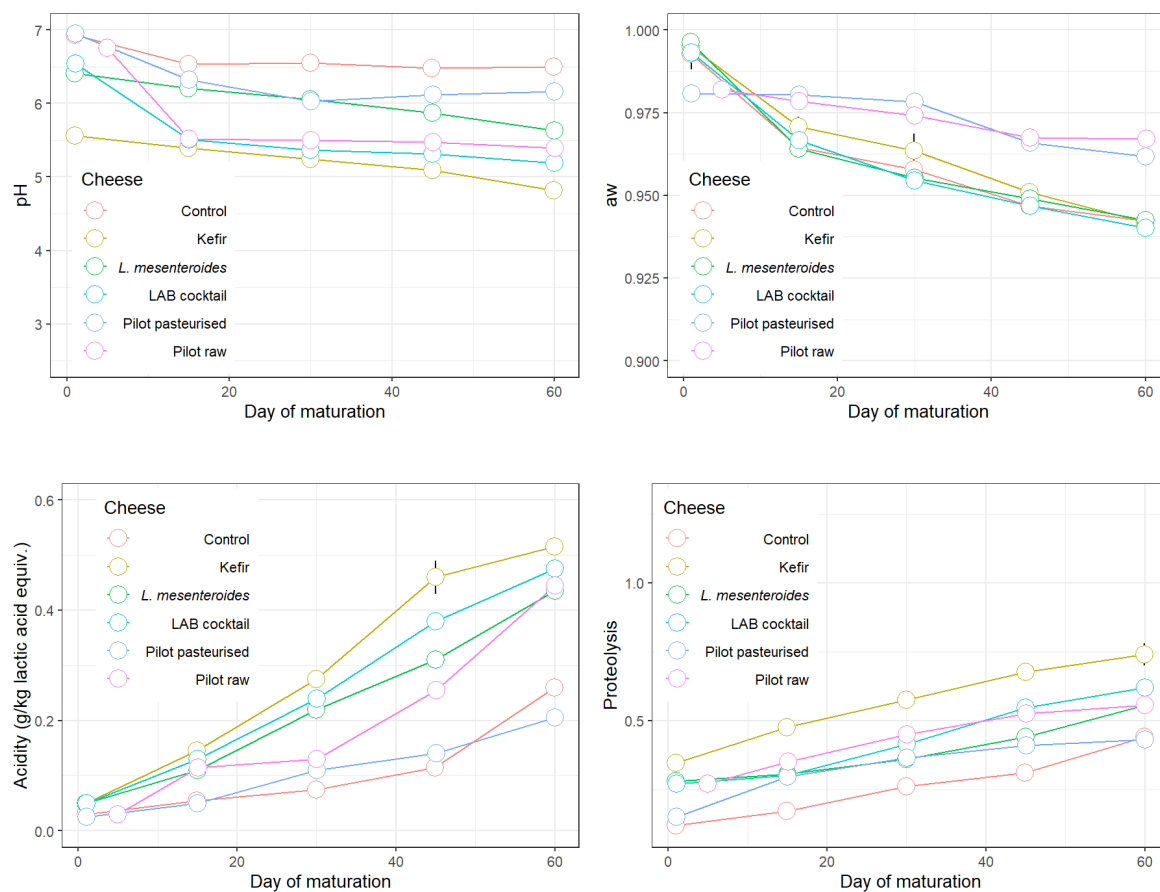 7
6
5
4
3
pH
Cheese
Control
Kefir
L. mesenteroides
LAB cocktail
Pilot pasteurised
Pilot raw
0
20
40
60
Day of maturation
1.000
0.975
0.950
0.925
0.900
aw
Cheese
Control
Kefir
L. mesenteroides
LAB cocktail
Pilot pasteurised
Pilot raw
0
20
40
60
Day of maturation
0.6
0.4
0.2
0.0
Acidity (g/kg lactic acid equiv.)
Cheese
Control
Kefir
L. mesenteroides
LAB cocktail
Pilot pasteurised
Pilot raw
0
20
40
60
Day of maturation
1.0
0.5
Proteolysis
Cheese
Control
Kefir
L. mesenteroides
LAB cocktail
Pilot pasteurised
Pilot raw
0
20
40
60
Day of maturation